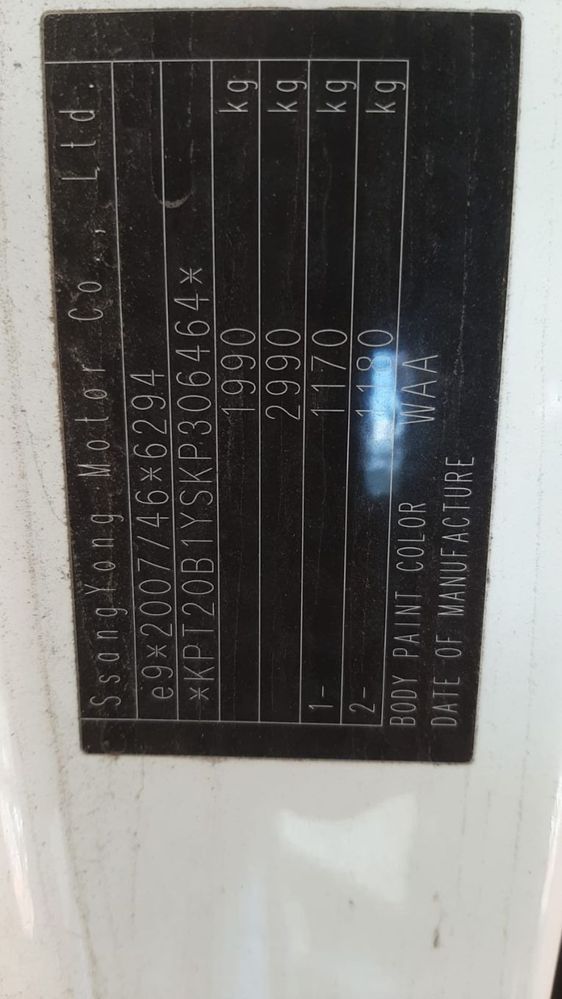 SsangYong Motor Co., Ltd.
e9*2007/46*6294
*KPT20B1YSKP306464*
1990 kg
2990 kg
1- 1170 kg
2- 1180 kg
BODY PAINT COLOR WAA
DATE OF MANUFACTURE